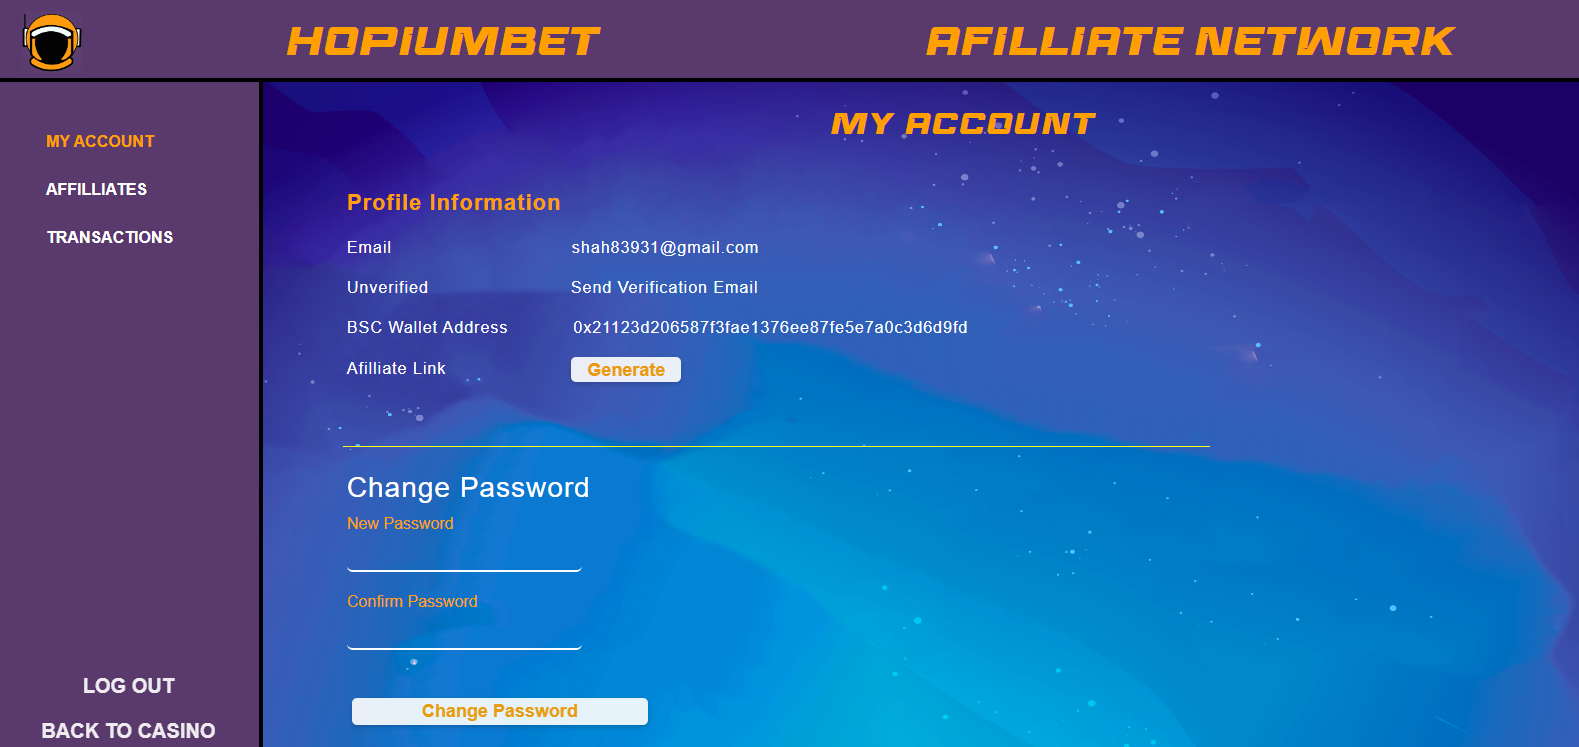 HOPIUMBET
AFILLIATE NETWORK
MY ACCOUNT
AFFILLIATES
TRANSACTIONS
LOG OUT
BACK TO CASINO
MY ACCOUNT
Profile Information
Email shah83931@gmail.com
Unverified Send Verification Email
BSC Wallet Address 0x21123d206587f3fae1376ee87fe5e7a0c3d6d9fd
Afilliate Link Generate
Change Password
New Password
Confirm Password
Change Password